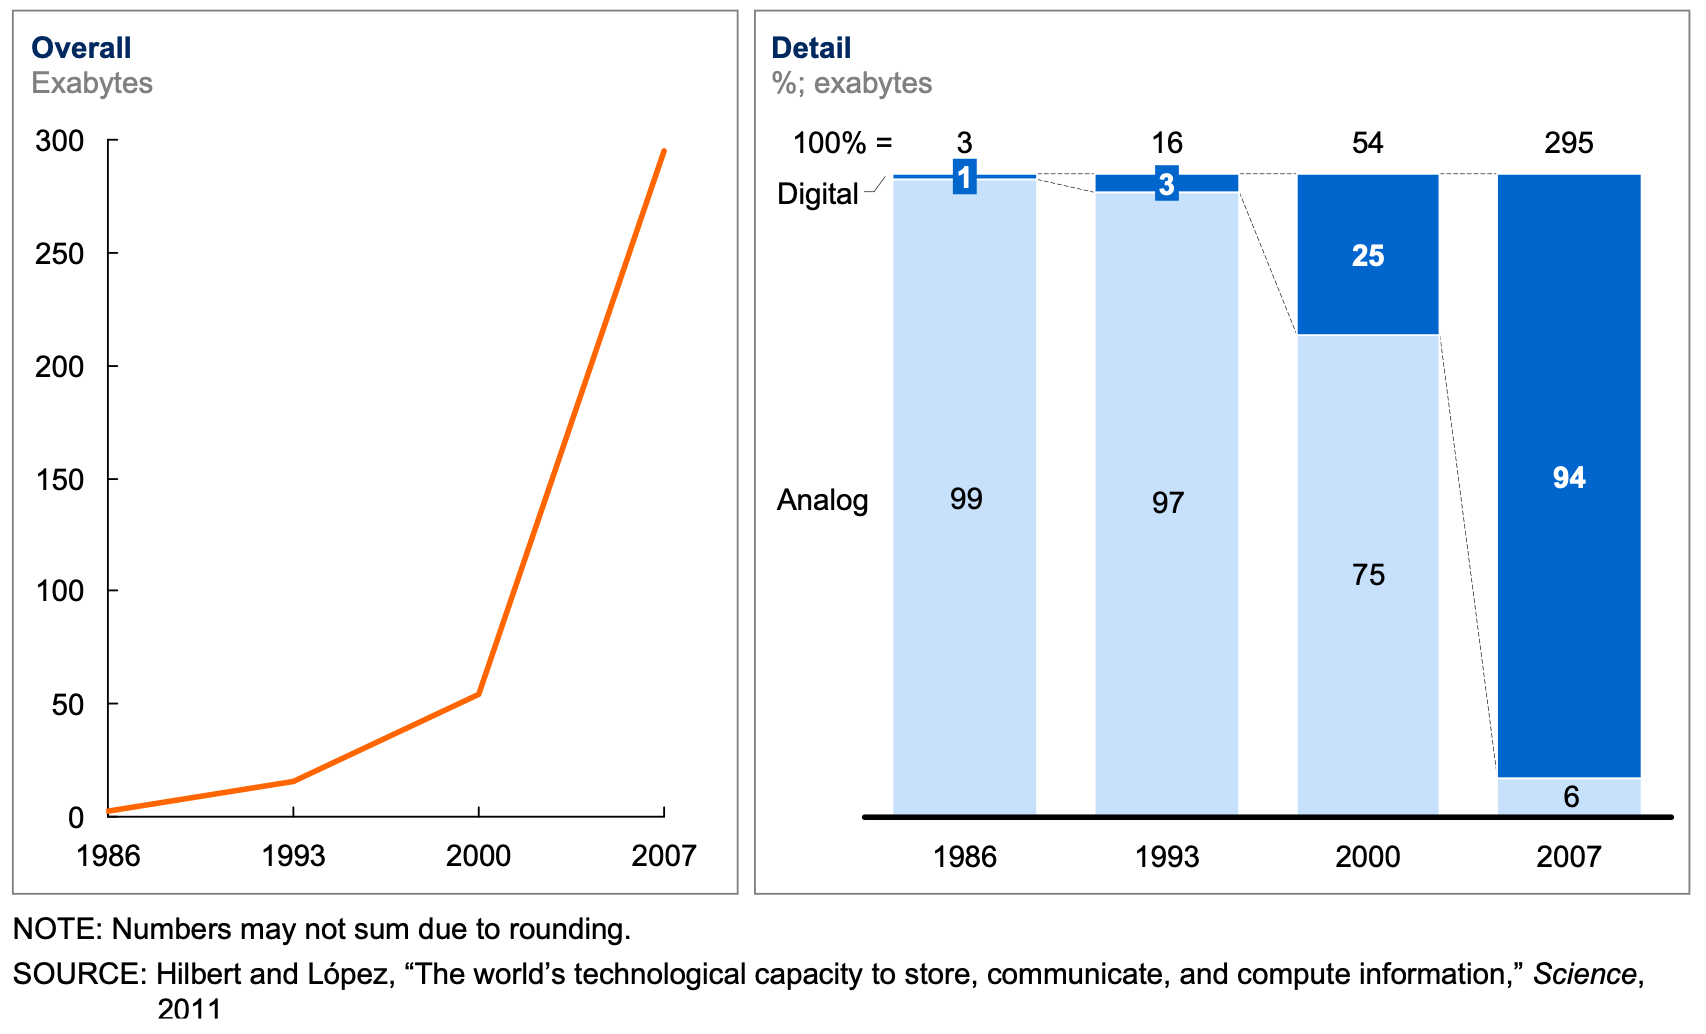 Overall
Exabytes
300
250
200
150
100
50
0
1986 1993 2000 2007
Detail
%; exabytes
100% = 3 16 54 295
Digital 1 3 25 94
Analog 99 97 75 6
1986 1993 2000 2007
NOTE: Numbers may not sum due to rounding.
SOURCE: Hilbert and López, “The world’s technological capacity to store, communicate, and compute information,” Science,
2011